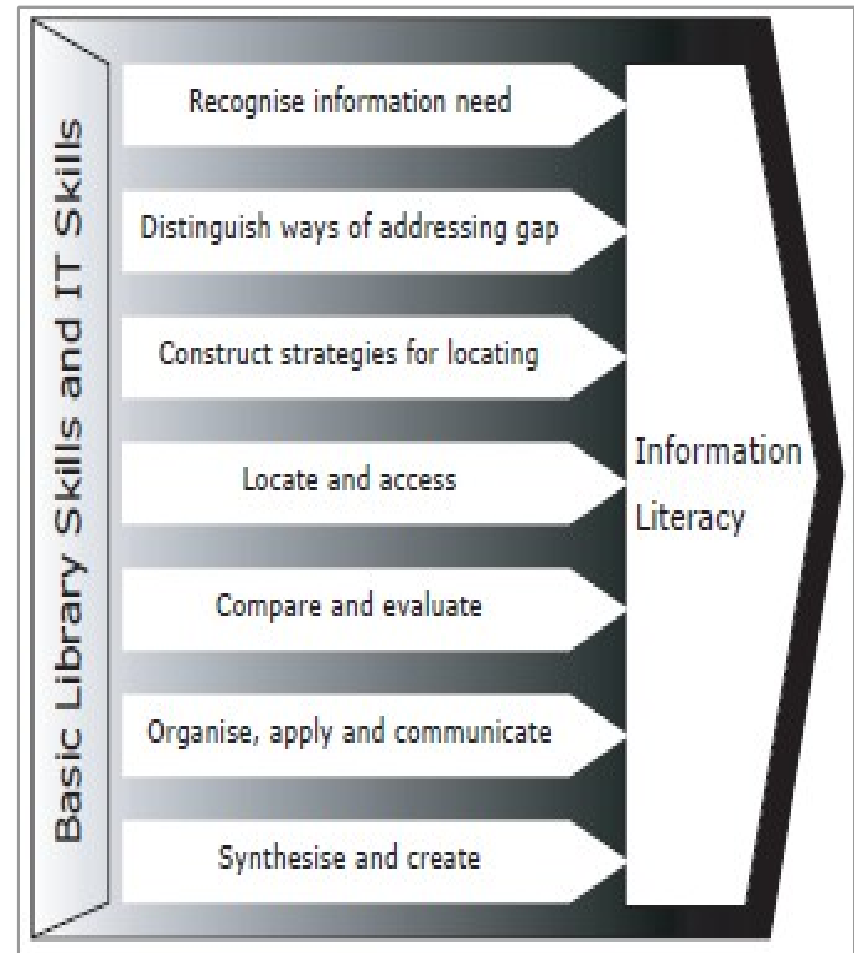 Basic Library Skills and IT Skills
Recognise information need
Distinguish ways of addressing gap
Construct strategies for locating
Locate and access
Compare and evaluate
Organise, apply and communicate
Synthesise and create
Information
Literacy